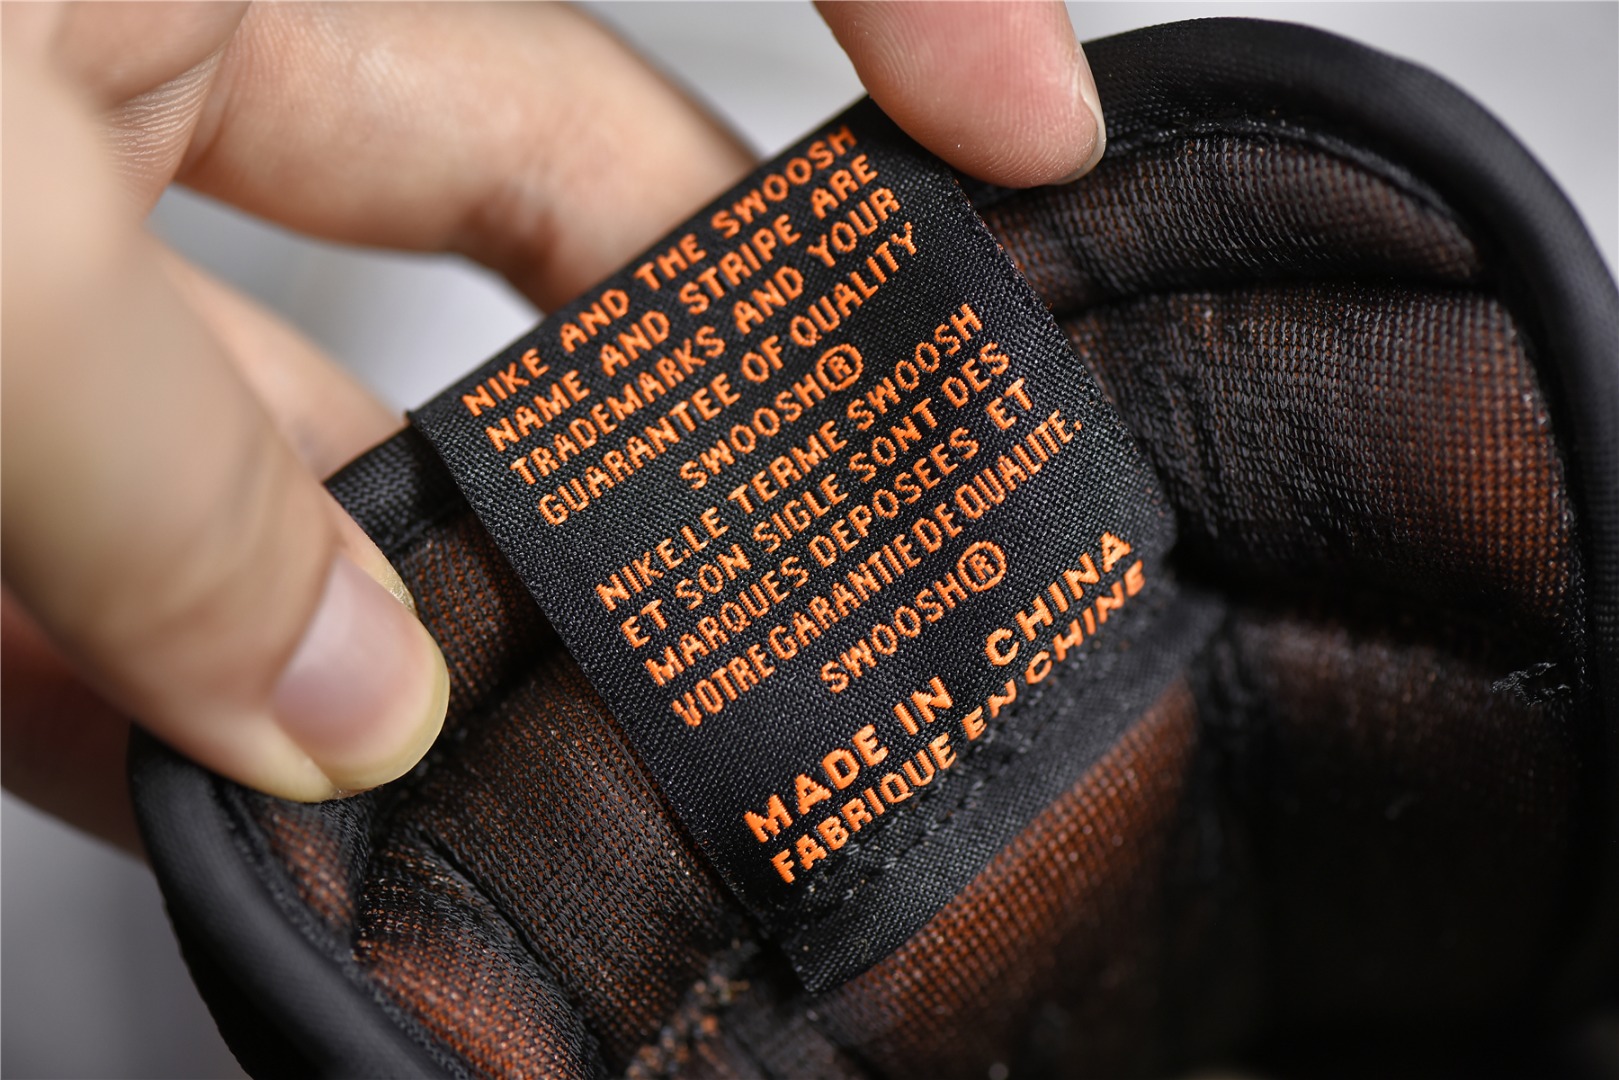 NIKE AND THE SWOOSH
NAME AND STRIPE ARE
TRADEMARKS AND YOUR
GUARANTEE OF QUALITY
SWOOSH®
NIKE.LE TERME SWOOSH
ET SON SIGLE SONT DES
MARQUES DEPOSEES ET
VOTRE GARANTIE DE QUALITE.
SWOOSH®
MADE IN CHINA
FABRIQUE EN CHINE